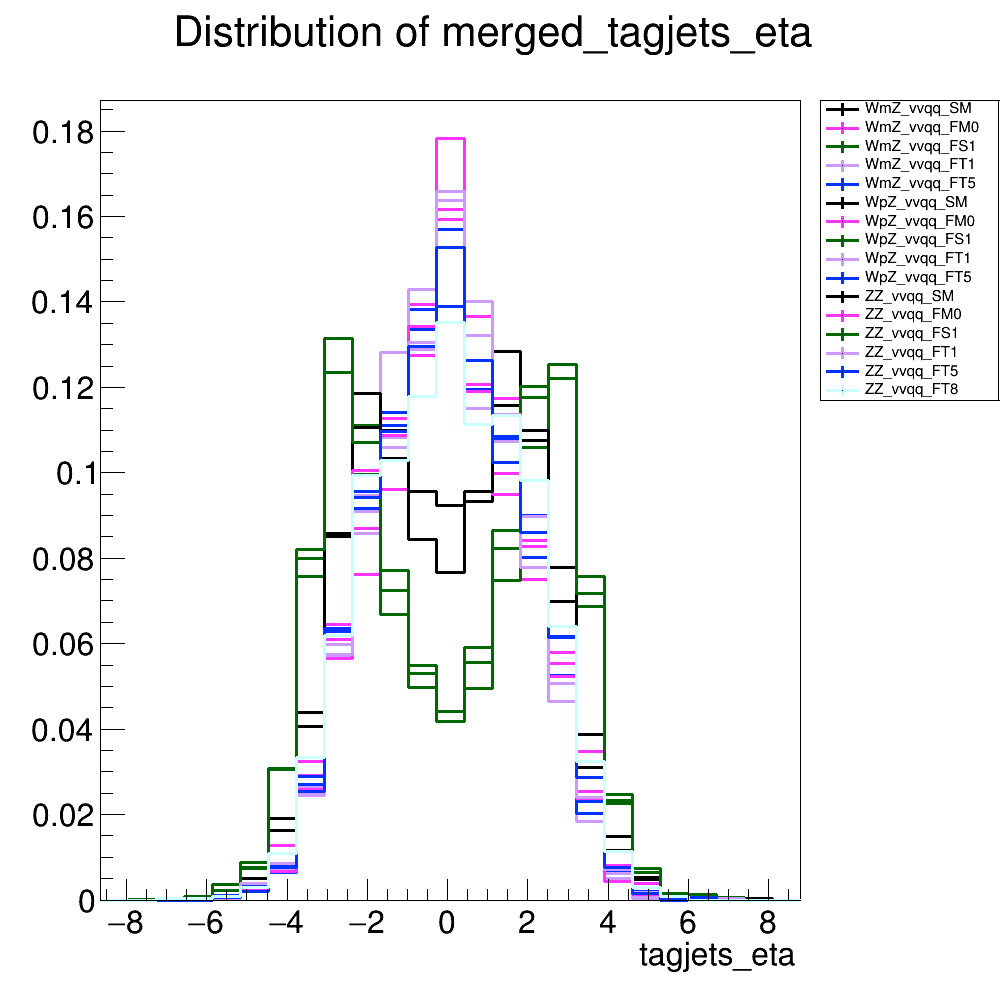 Distribution of merged_tagjets_eta
WmZ_vvqq_SM
WmZ_vvqq_FM0
WmZ_vvqq_FS1
WmZ_vvqq_FT1
WmZ_vvqq_FT5
WpZ_vvqq_SM
WpZ_vvqq_FM0
WpZ_vvqq_FS1
WpZ_vvqq_FT1
WpZ_vvqq_FT5
ZZ_vvqq_SM
ZZ_vvqq_FM0
ZZ_vvqq_FS1
ZZ_vvqq_FT1
ZZ_vvqq_FT5
ZZ_vvqq_FT8
0.18
0.16
0.14
0.12
0.1
0.08
0.06
0.04
0.02
0
−8 −6 −4 −2 0 2 4 6 8
tagjets_eta